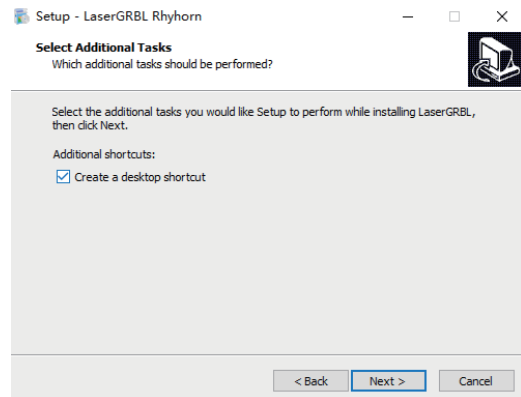 Setup - LaserGRBL Rhyhorn
Select Additional Tasks
Which additional tasks should be performed?
Select the additional tasks you would like Setup to perform while installing LaserGRBL,
then click Next.
Additional shortcuts:
Create a desktop shortcut
< Back
Next >
Cancel